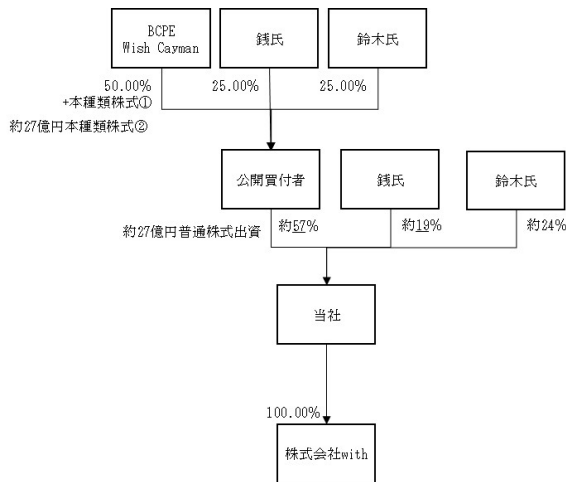 BCPE
Wish Cayman
銭氏
鈴木氏
50.00%
+本種類株式①
25.00%
25.00%
約27億円本種類株式②
公開買付者
銭氏
鈴木氏
約27億円普通株式出資
約57%
約19%
約24%
当社
100.00%
株式会社with